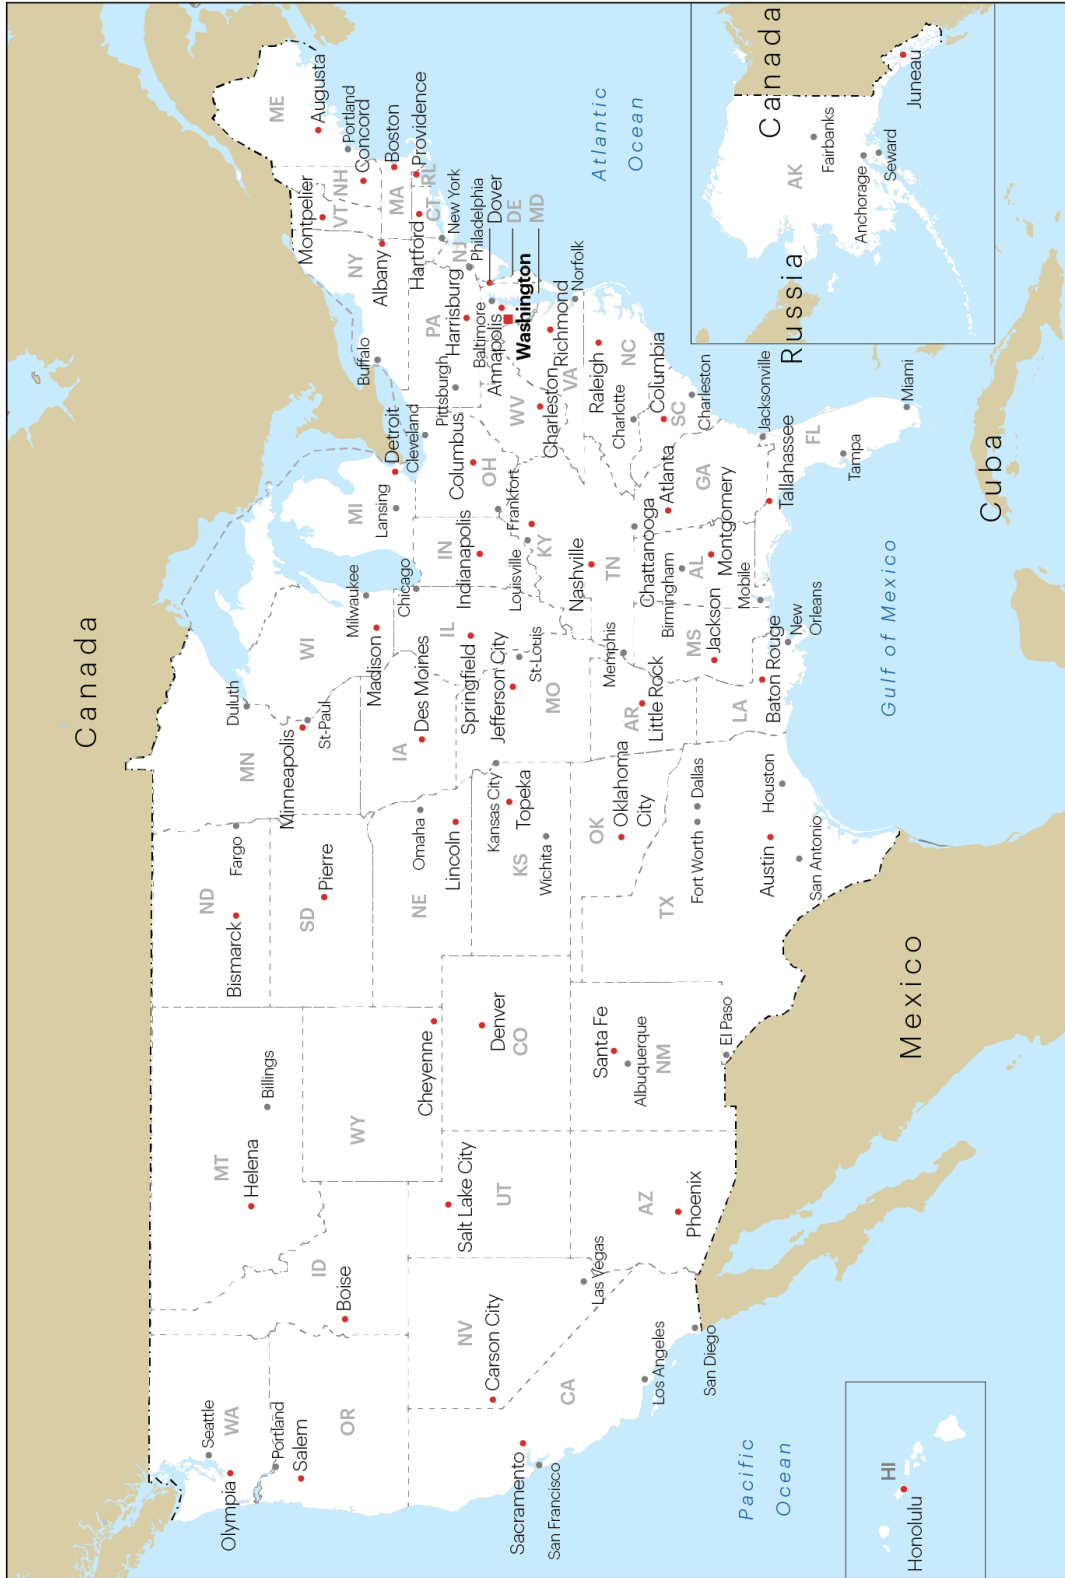 Canada
Seattle
WA
Olympia
Portland
Salem
OR
MT
Helena
Billings
ID
Boise
WY
Cheyenne
ND
Bismarck
Fargo
SD
Pierre
MN
Duluth
Minneapolis
St-Paul
WI
Milwaukee
Madison
MI
Lansing
Detroit
NE
Omaha
Lincoln
IA
Des Moines
Chicago
IL
Springfield
IN
Indianapolis
OH
Columbus
Cleveland
Buffalo
Pittsburgh
PA
Harrisburg
Philadelphia
NY
Albany
New York
NJ
ME
Augusta
Portland
VT
Montpelier
NH
Concord
MA
Boston
CT
Hartford
RL
Providence
Dover
DE
MD
Baltimore
Annapolis
Washington
NV
Carson City
CA
Sacramento
San Francisco
Los Angeles
San Diego
Las Vegas
UT
Salt Lake City
AZ
Phoenix
CO
Denver
NM
Santa Fe
Albuquerque
El Paso
KS
Kansas City
Topeka
Wichita
MO
Jefferson City
St-Louis
KY
Louisville
Frankfort
WV
Charleston
VA
Richmond
Norfolk
OK
Oklahoma
City
TX
Fort Worth
Dallas
Austin
Houston
San Antonio
AR
Little Rock
LA
Baton Rouge
New
Orleans
TN
Memphis
Nashville
Chattanooga
MS
Jackson
AL
Birmingham
Montgomery
Mobile
GA
Atlanta
NC
Raleigh
Charlotte
SC
Columbia
Charleston
FL
Jacksonville
Tallahassee
Tampa
Miami
Pacific
Ocean
Atlantic
Ocean
Gulf of Mexico
Mexico
Cuba
HI
Honolulu
Russia
Canada
AK
Fairbanks
Anchorage
Seward
Juneau